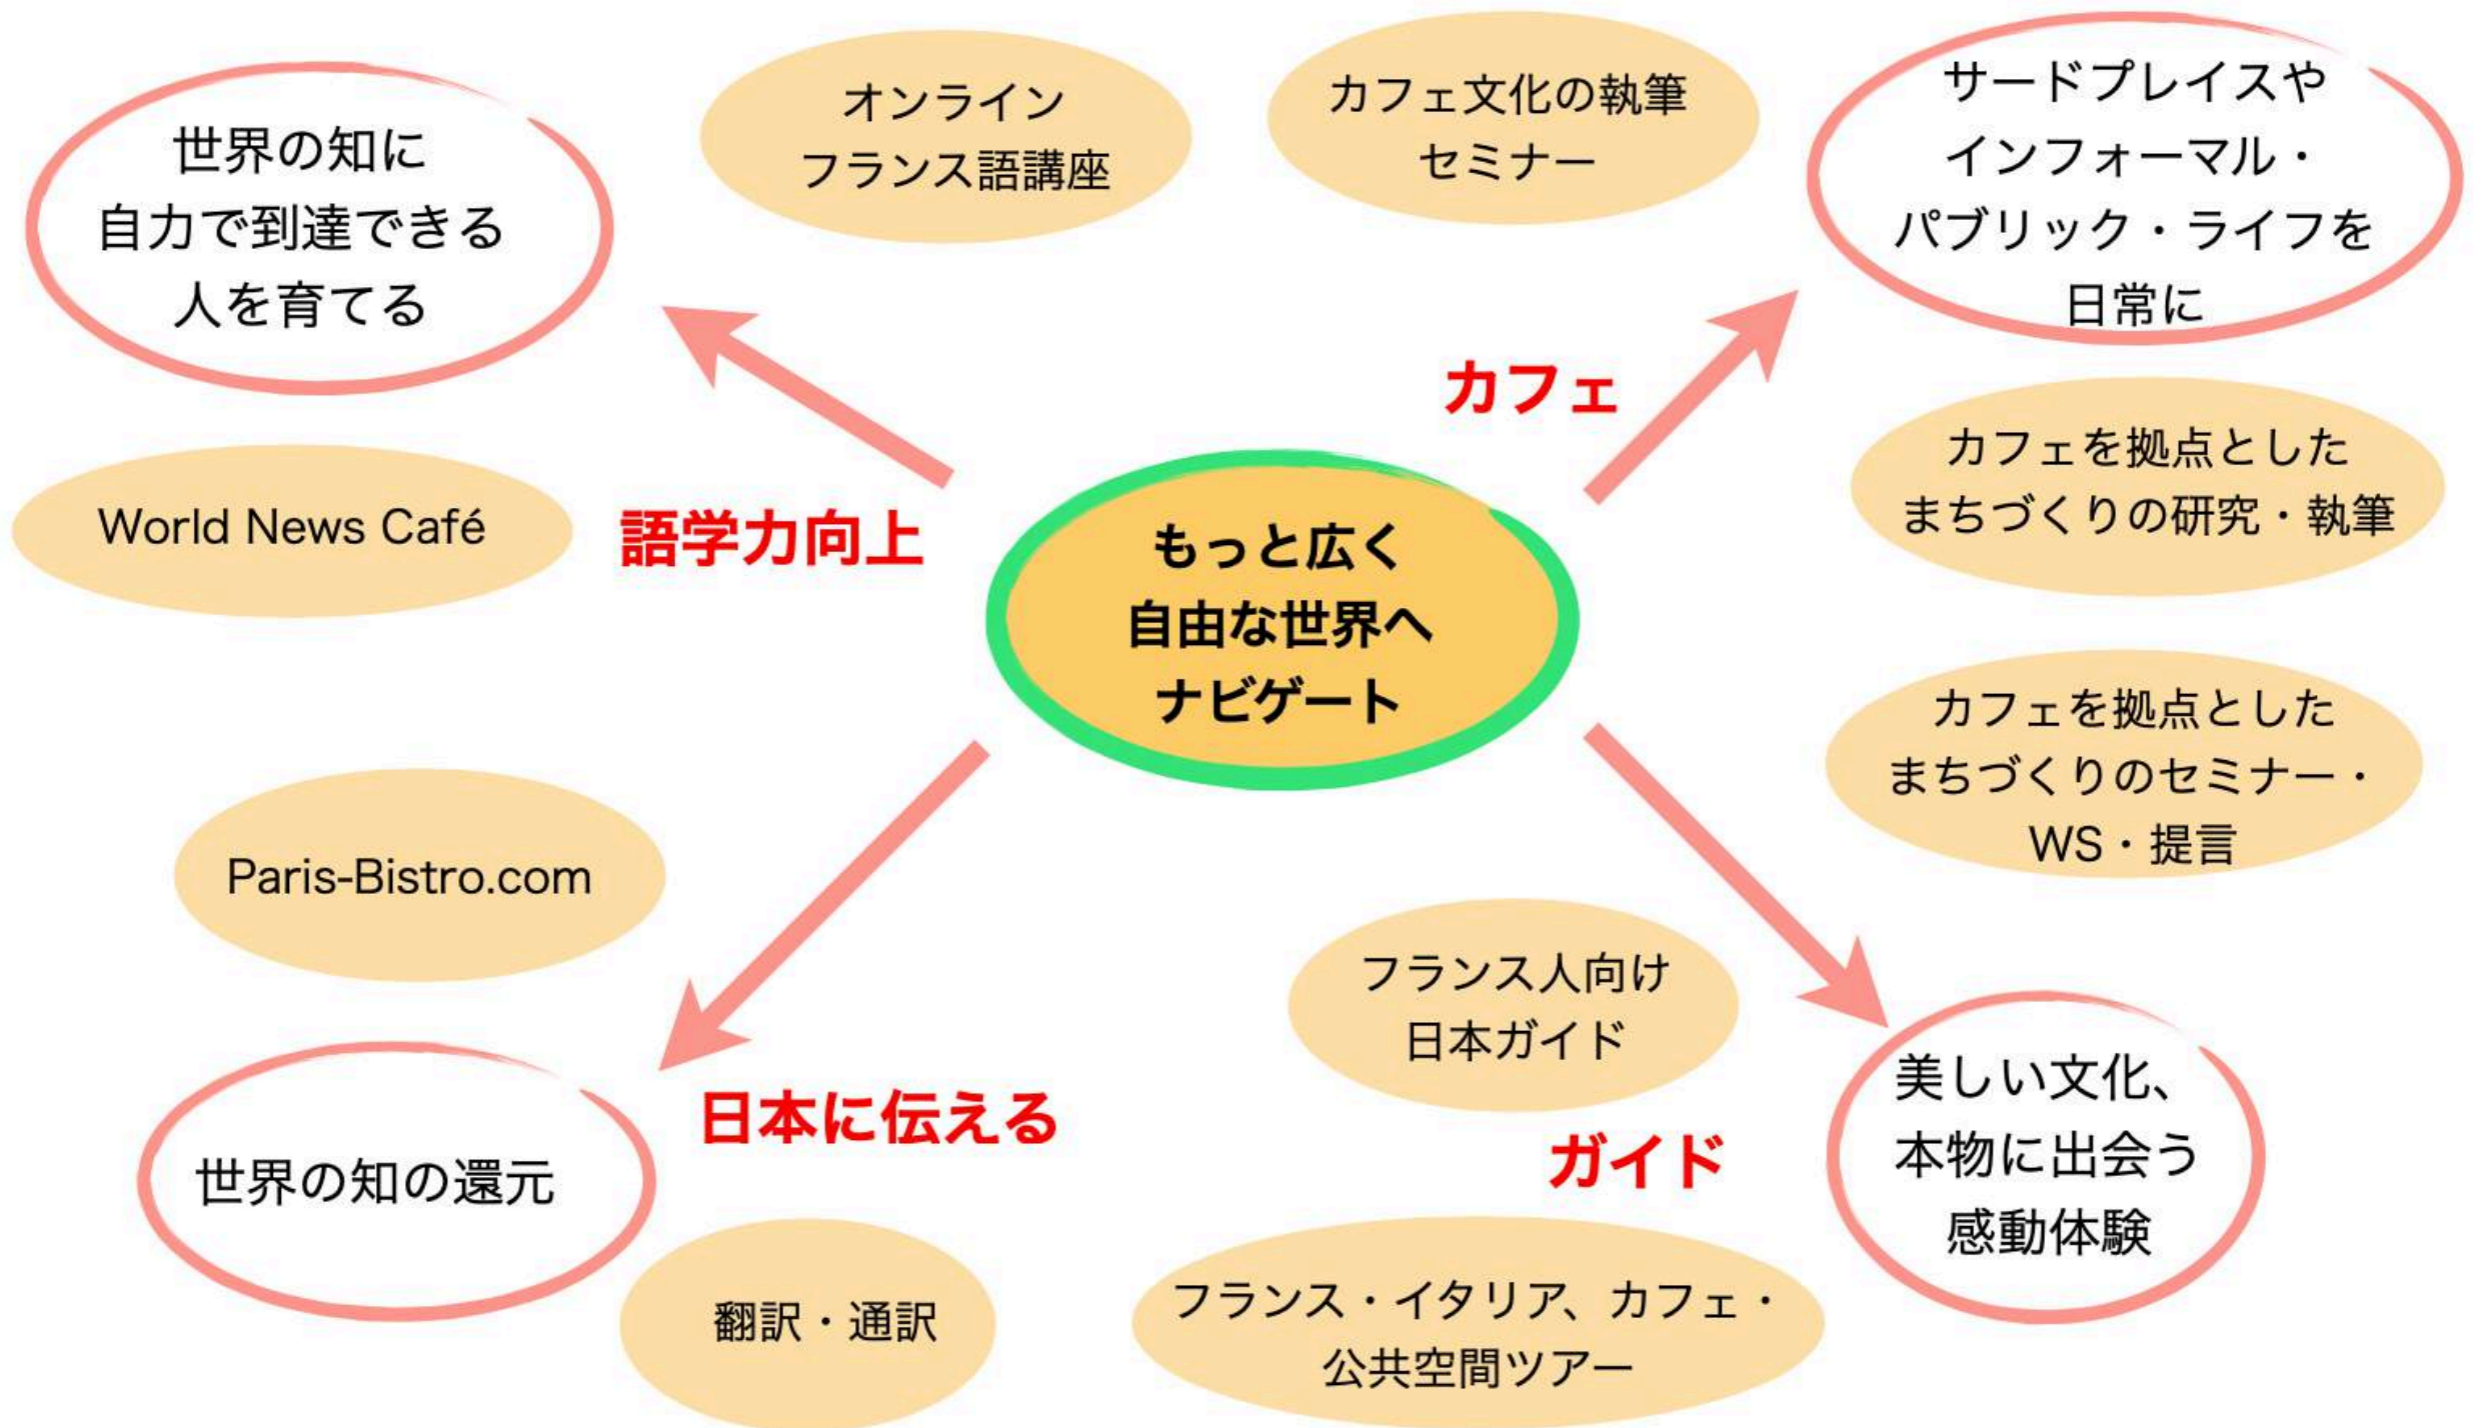 世界の知に
自力で到達できる
人を育てる
オンライン
フランス語講座
カフェ文化の執筆
セミナー
サードプレイスや
インフォーマル・
パブリック・ライフを
日常に
カフェ
World News Café
語学力向上
もっと広く
自由な世界へ
ナビゲート
カフェを拠点とした
まちづくりの研究・執筆
カフェを拠点とした
まちづくりのセミナー・
WS・提言
Paris-Bistro.com
世界の知の還元
日本に伝える
翻訳・通訳
フランス人向け
日本ガイド
ガイド
美しい文化、
本物に出会う
感動体験
フランス・イタリア、カフェ・
公共空間ツアー